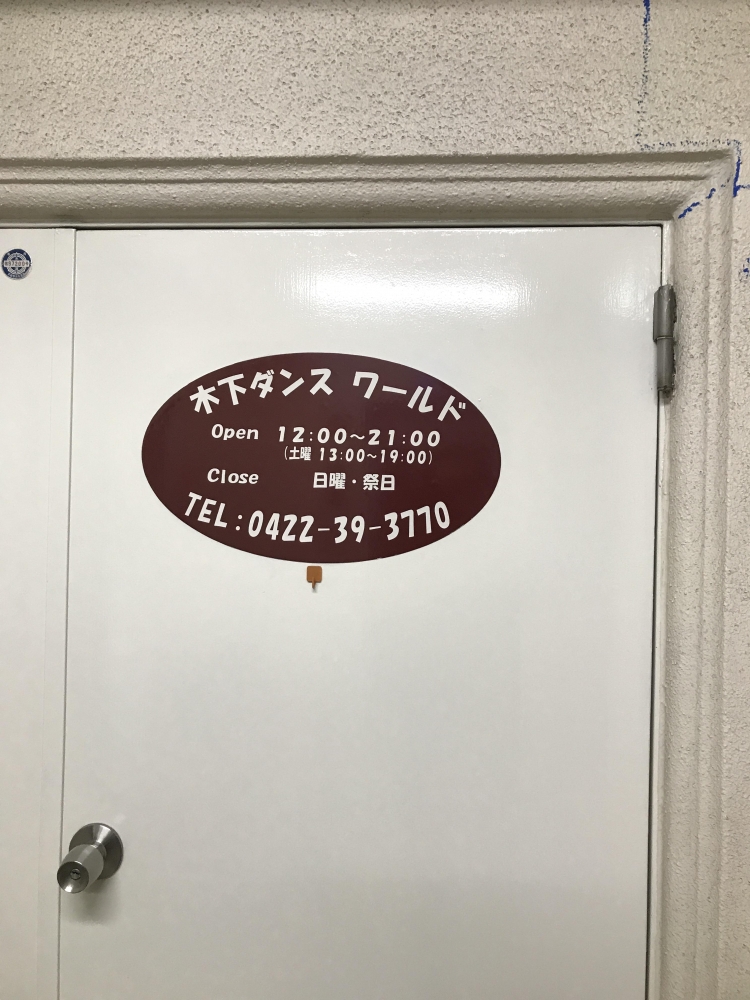 木下ダンス ワールド
Open 12:00～21:00
(土曜 13:00～19:00)
Close 日曜・祭日
TEL:0422-39-3770